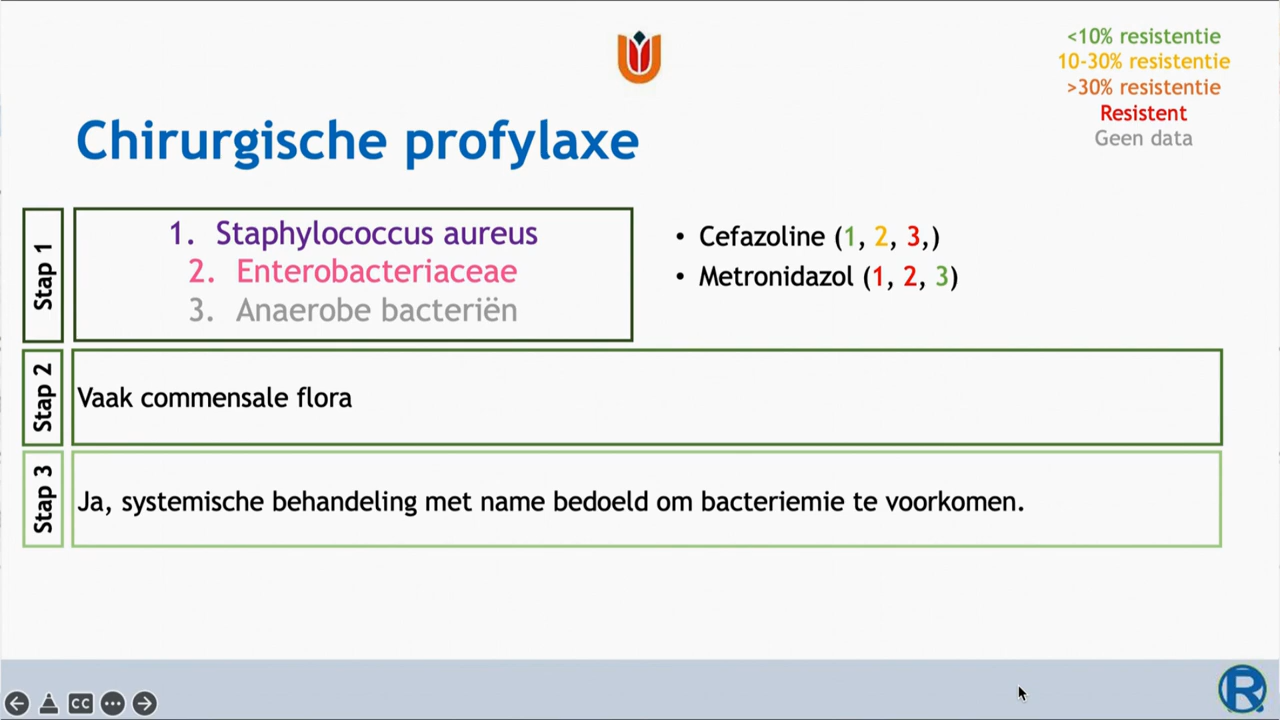 <10% resistentie
10-30% resistentie
>30% resistentie
Resistent
Geen data
Chirurgische profylaxe
Stap 1
1. Staphylococcus aureus
2. Enterobacteriaceae
3. Anaerobe bacteriën
• Cefazoline (1, 2, 3,)
• Metronidazol (1, 2, 3)
Stap 2
Vaak commensale flora
Stap 3
Ja, systemische behandeling met name bedoeld om bacteriemie te voorkomen.
CC
R